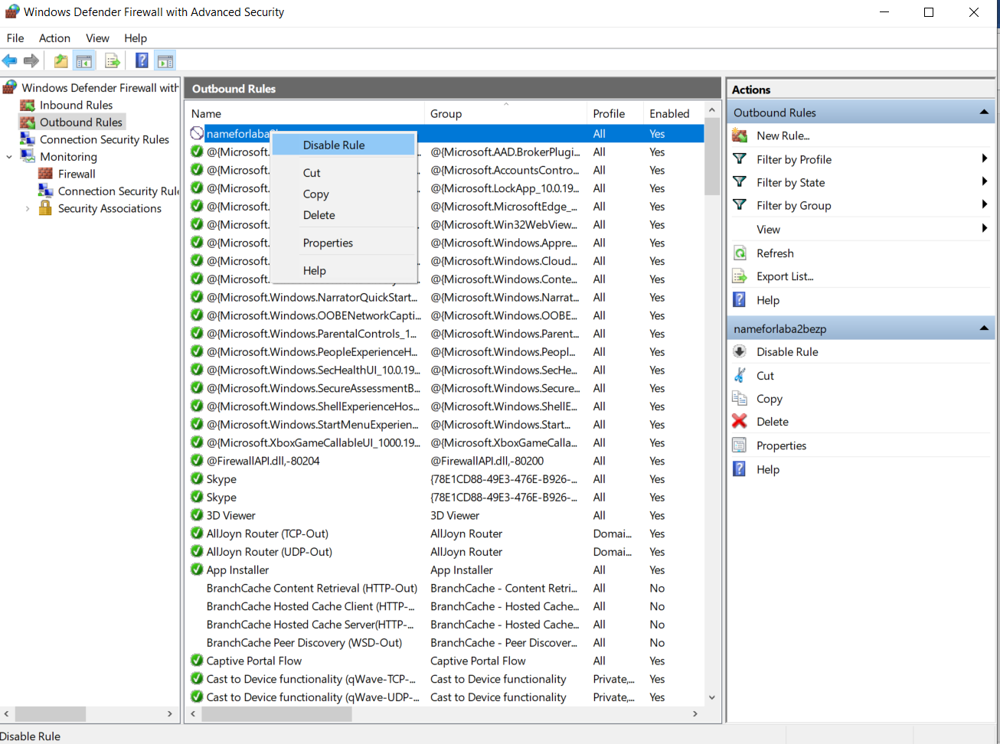 Windows Defender Firewall with Advanced Security
File Action View Help
Windows Defender Firewall with
Inbound Rules
Outbound Rules
Connection Security Rules
Monitoring
Firewall
Connection Security Rule
Security Associations
Outbound Rules
Name Group Profile Enabled
nameforlaba2b All Yes
@{Microsoft. @{Microsoft.AAD.BrokerPlugi... All Yes
@{Microsoft. @{Microsoft.AccountsContro... All Yes
@{Microsoft. @{Microsoft.LockApp_10.0.19... All Yes
@{Microsoft. @{Microsoft.MicrosoftEdge_... All Yes
@{Microsoft. @{Microsoft.Win32WebView... All Yes
@{Microsoft. @{Microsoft.Windows.Appre... All Yes
@{Microsoft. @{Microsoft.Windows.Cloud... All Yes
@{Microsoft. @{Microsoft.Windows.Conte... All Yes
@{Microsoft.Windows.NarratorQuickStart... @{Microsoft.Windows.Narrat... All Yes
@{Microsoft.Windows.OOBENetworkCapti... @{Microsoft.Windows.OOBE... All Yes
@{Microsoft.Windows.ParentalControls_1... @{Microsoft.Windows.Parent... All Yes
@{Microsoft.Windows.PeopleExperienceH... @{Microsoft.Windows.Peopl... All Yes
@{Microsoft.Windows.SecHealthUI_10.0.19... @{Microsoft.Windows.SecHe... All Yes
@{Microsoft.Windows.SecureAssessmentB... @{Microsoft.Windows.Secure... All Yes
@{Microsoft.Windows.ShellExperienceHos... @{Microsoft.Windows.ShellE... All Yes
@{Microsoft.Windows.StartMenuExperien... @{Microsoft.Windows.Start... All Yes
@{Microsoft.XboxGameCallableUI_1000.19... @{Microsoft.XboxGameCalla... All Yes
@FirewallAPI.dll,-80204 @FirewallAPI.dll,-80200 All Yes
Skype {78E1CD88-49E3-476E-B926-... All Yes
Skype {78E1CD88-49E3-476E-B926-... All Yes
3D Viewer 3D Viewer All Yes
AllJoyn Router (TCP-Out) AllJoyn Router Domai... Yes
AllJoyn Router (UDP-Out) AllJoyn Router Domai... Yes
App Installer App Installer All Yes
BranchCache Content Retrieval (HTTP-Out) BranchCache - Content Retri... All No
BranchCache Hosted Cache Client (HTTP-... BranchCache - Hosted Cache... All No
BranchCache Hosted Cache Server(HTTP-... BranchCache - Hosted Cache... All No
BranchCache Peer Discovery (WSD-Out) BranchCache - Peer Discover... All No
Captive Portal Flow Captive Portal Flow All Yes
Cast to Device functionality (qWave-TCP-... Cast to Device functionality Private,... Yes
Cast to Device functionality (qWave-UDP-... Cast to Device functionality Private,... Yes
Disable Rule
Cut
Copy
Delete
Properties
Help
Actions
Outbound Rules
New Rule...
Filter by Profile
Filter by State
Filter by Group
View
Refresh
Export List...
Help
nameforlaba2bezp
Disable Rule
Cut
Copy
Delete
Properties
Help
Disable Rule